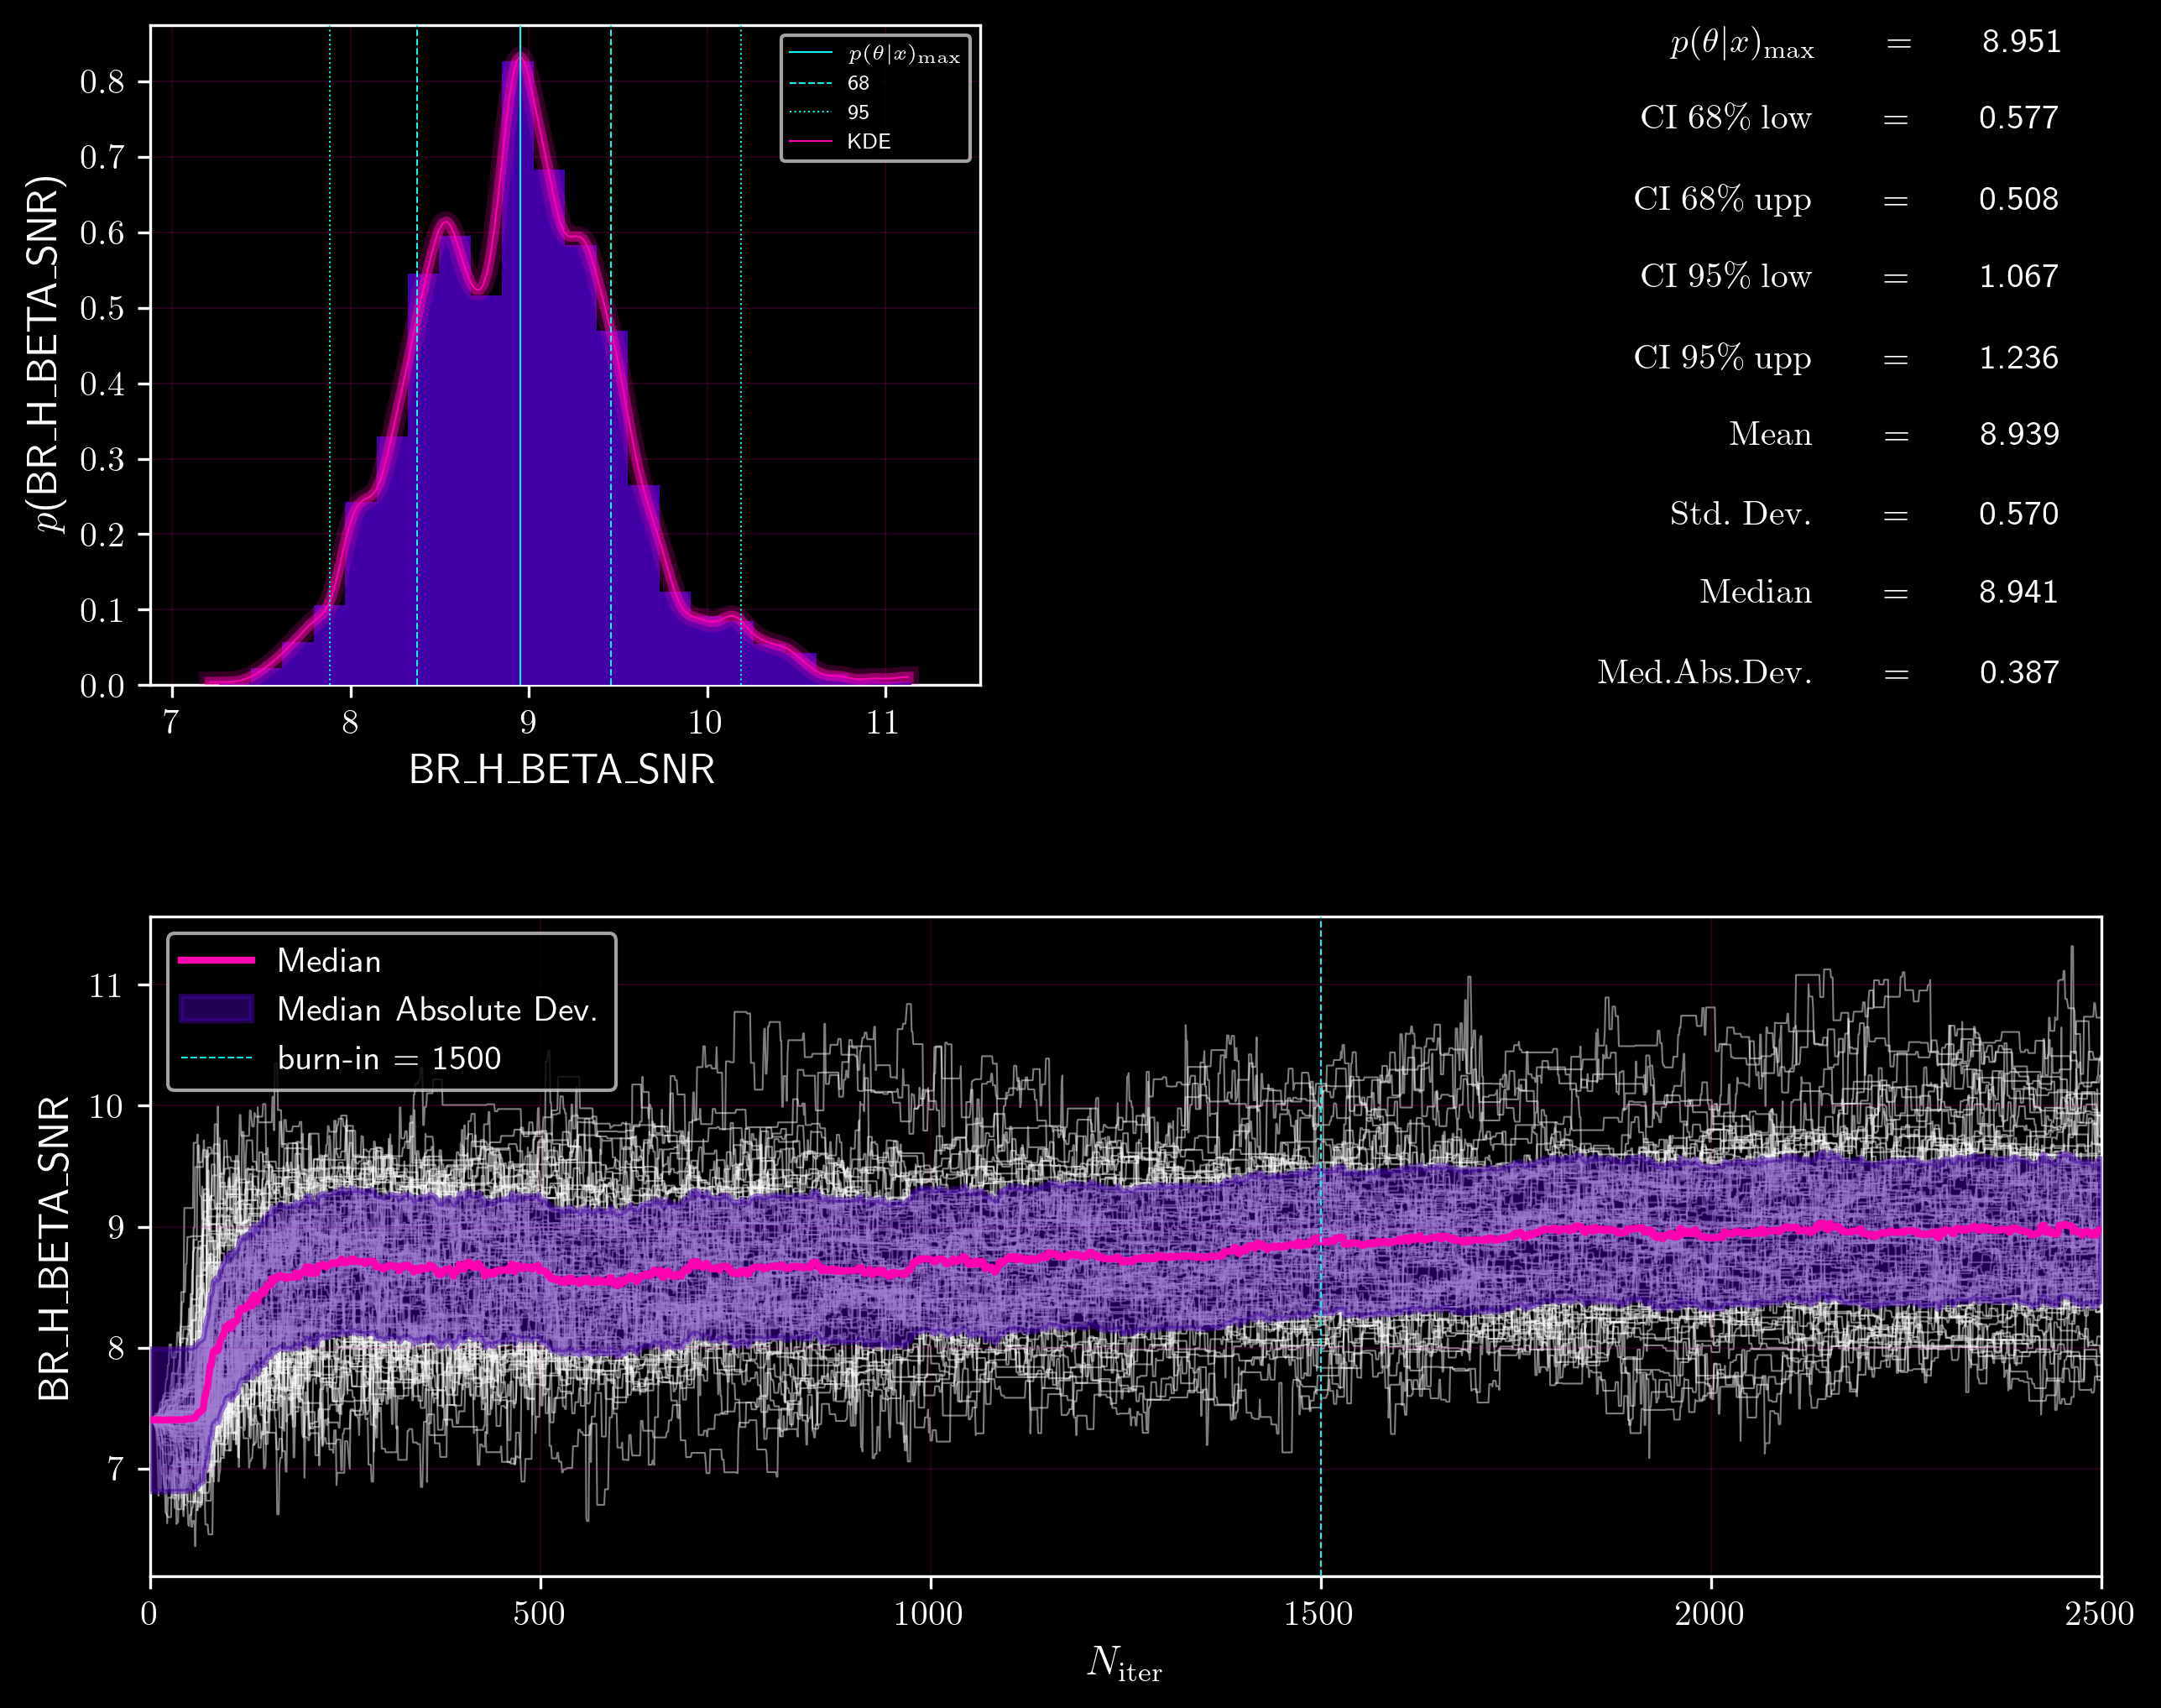 p(θ|x)max
68
95
KDE
0.8
0.7
0.6
0.5
0.4
0.3
0.2
0.1
0.0
p(BR_H_BETA_SNR)
7 8 9 10 11
BR_H_BETA_SNR
p(θ|x)max = 8.951
CI 68% low = 0.577
CI 68% upp = 0.508
CI 95% low = 1.067
CI 95% upp = 1.236
Mean = 8.939
Std. Dev. = 0.570
Median = 8.941
Med.Abs.Dev. = 0.387
Median
Median Absolute Dev.
burn-in = 1500
11
10
9
8
7
BR_H_BETA_SNR
0 500 1000 1500 2000 2500
Niter